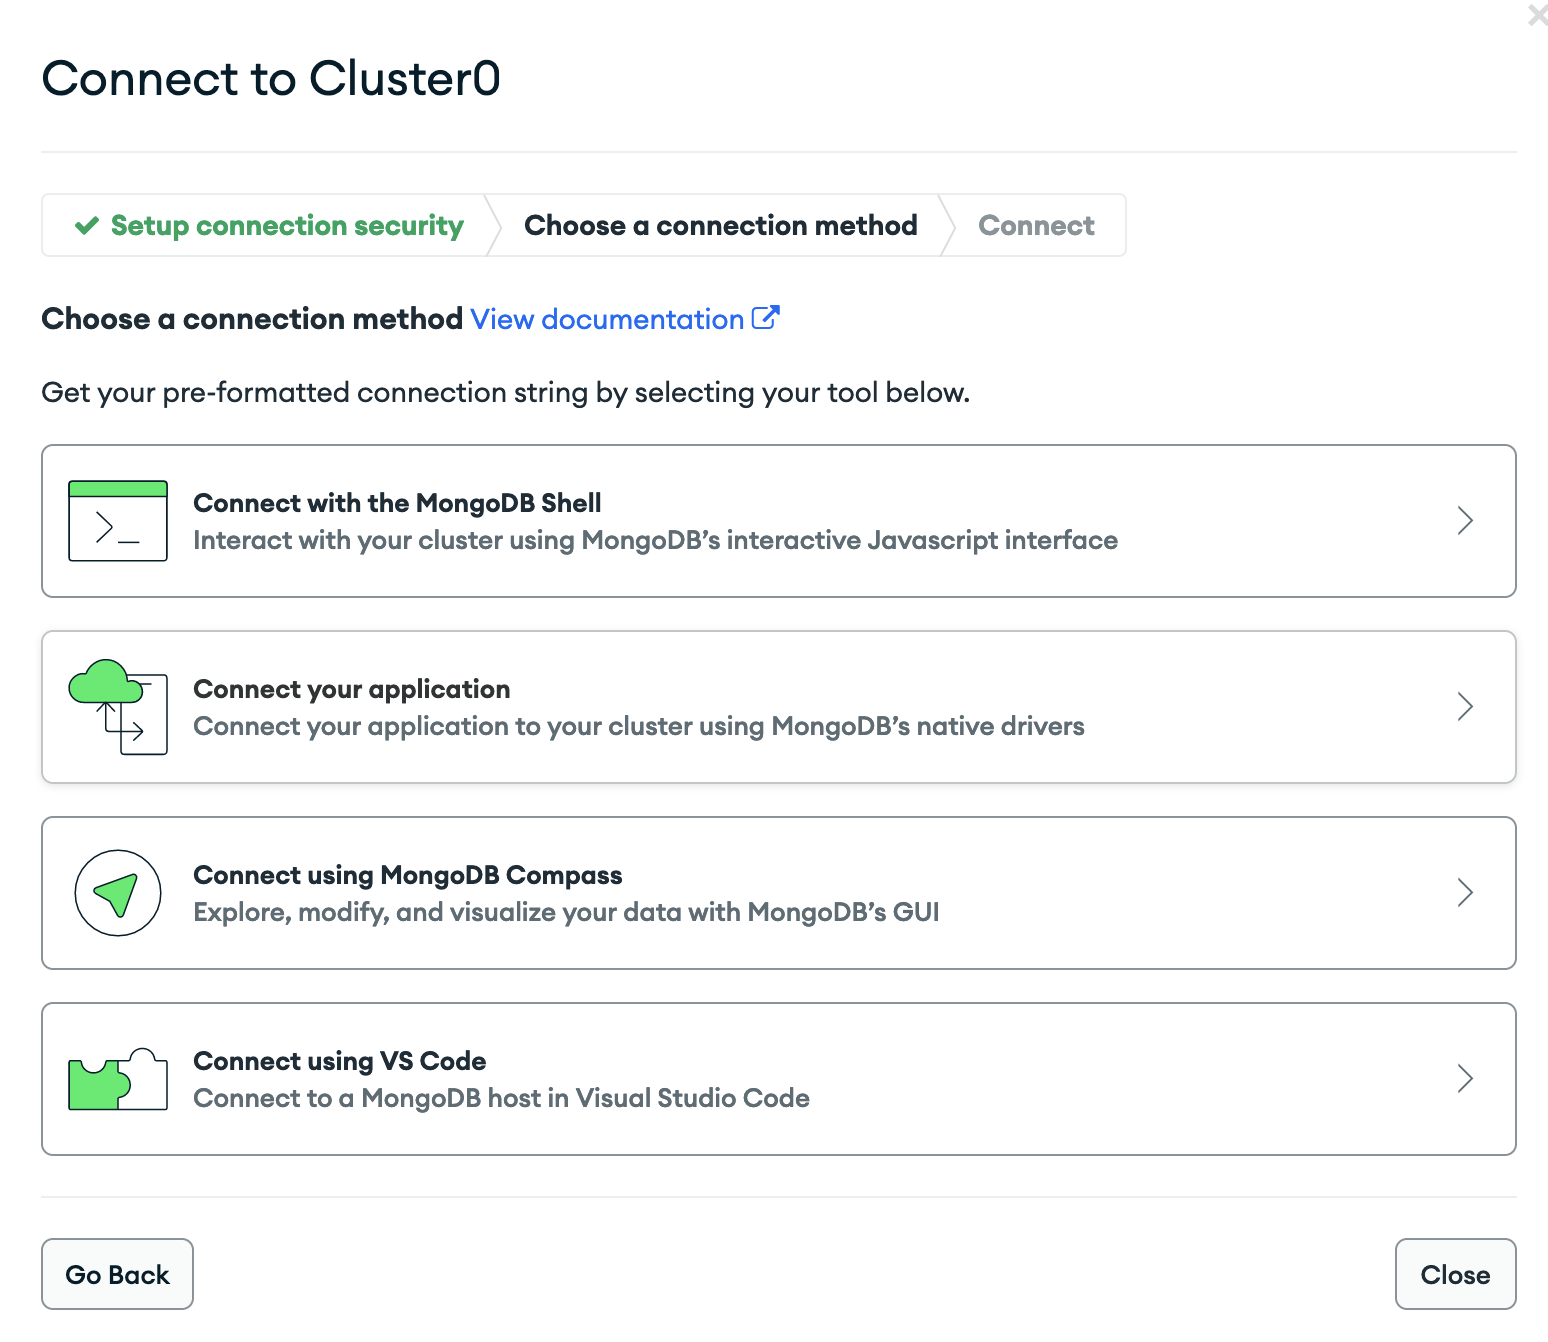 Connect to Cluster0
Setup connection security
Choose a connection method
Connect
Choose a connection method View documentation
Get your pre-formatted connection string by selecting your tool below.
Connect with the MongoDB Shell
Interact with your cluster using MongoDB’s interactive Javascript interface
Connect your application
Connect your application to your cluster using MongoDB’s native drivers
Connect using MongoDB Compass
Explore, modify, and visualize your data with MongoDB’s GUI
Connect using VS Code
Connect to a MongoDB host in Visual Studio Code
Go Back
Close